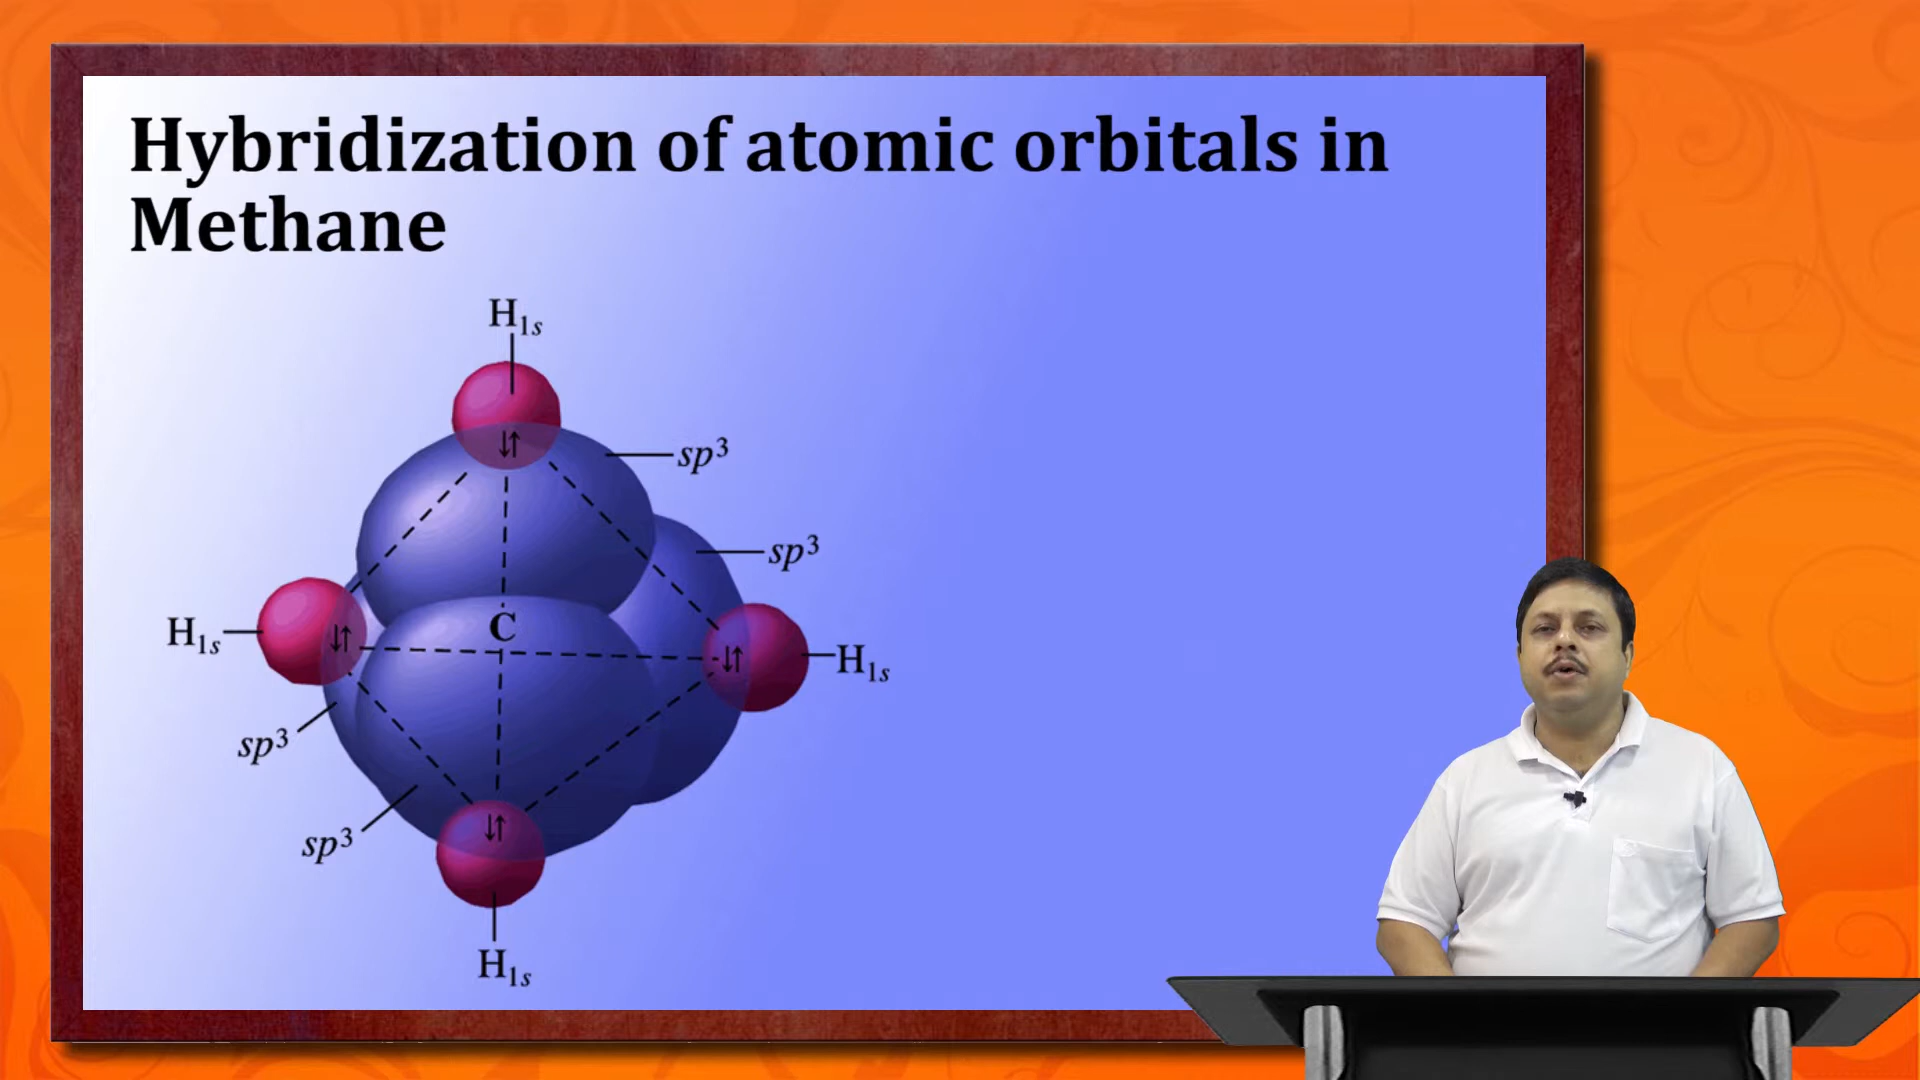 Hybridization of atomic orbitals in
Methane
H1s
sp3
sp3
C
H1s
H1s
sp3
sp3
H1s